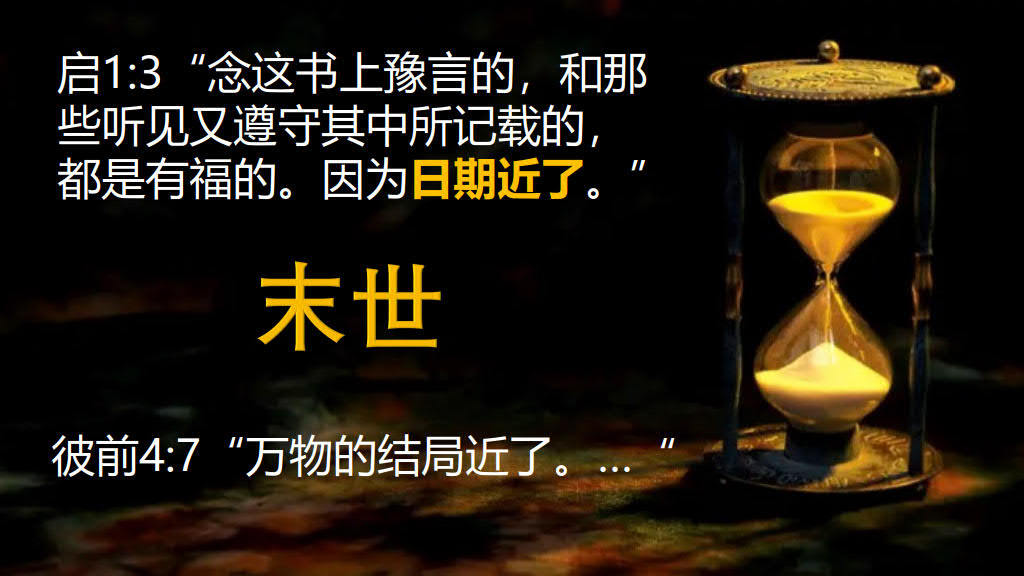 启1:3“念这书上豫言的，和那
些听见又遵守其中所记载的，
都是有福的。因为日期近了。”
末世
彼前4:7“万物的结局近了。…“